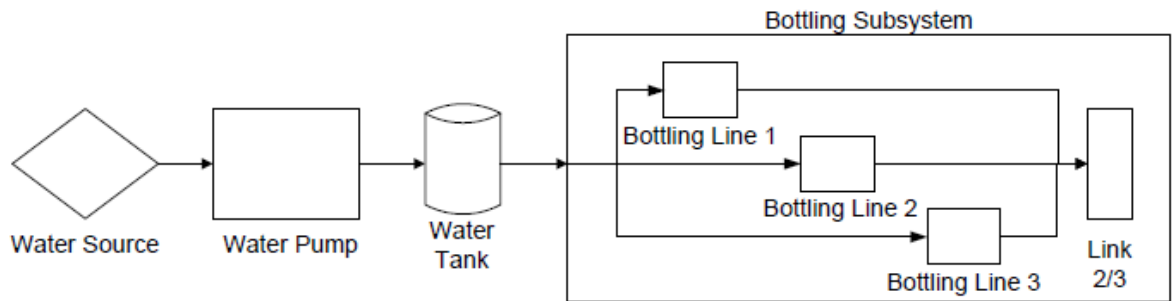 Bottling Subsystem
Bottling Line 1
Bottling Line 2
Bottling Line 3
Water Source
Water Pump
Water
Tank
Link
2/3